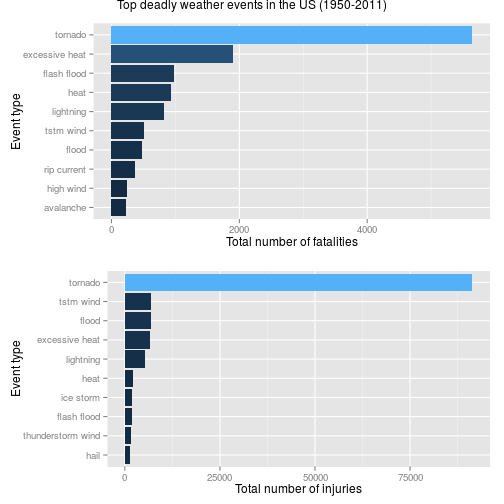 Top deadly weather events in the US (1950-2011)
Event type
tornado
excessive heat
flash flood
heat
lightning
tstm wind
flood
rip current
high wind
avalanche
0 2000 4000
Total number of fatalities
Event type
tornado
tstm wind
flood
excessive heat
lightning
heat
ice storm
flash flood
thunderstorm wind
hail
0 25000 50000 75000
Total number of injuries